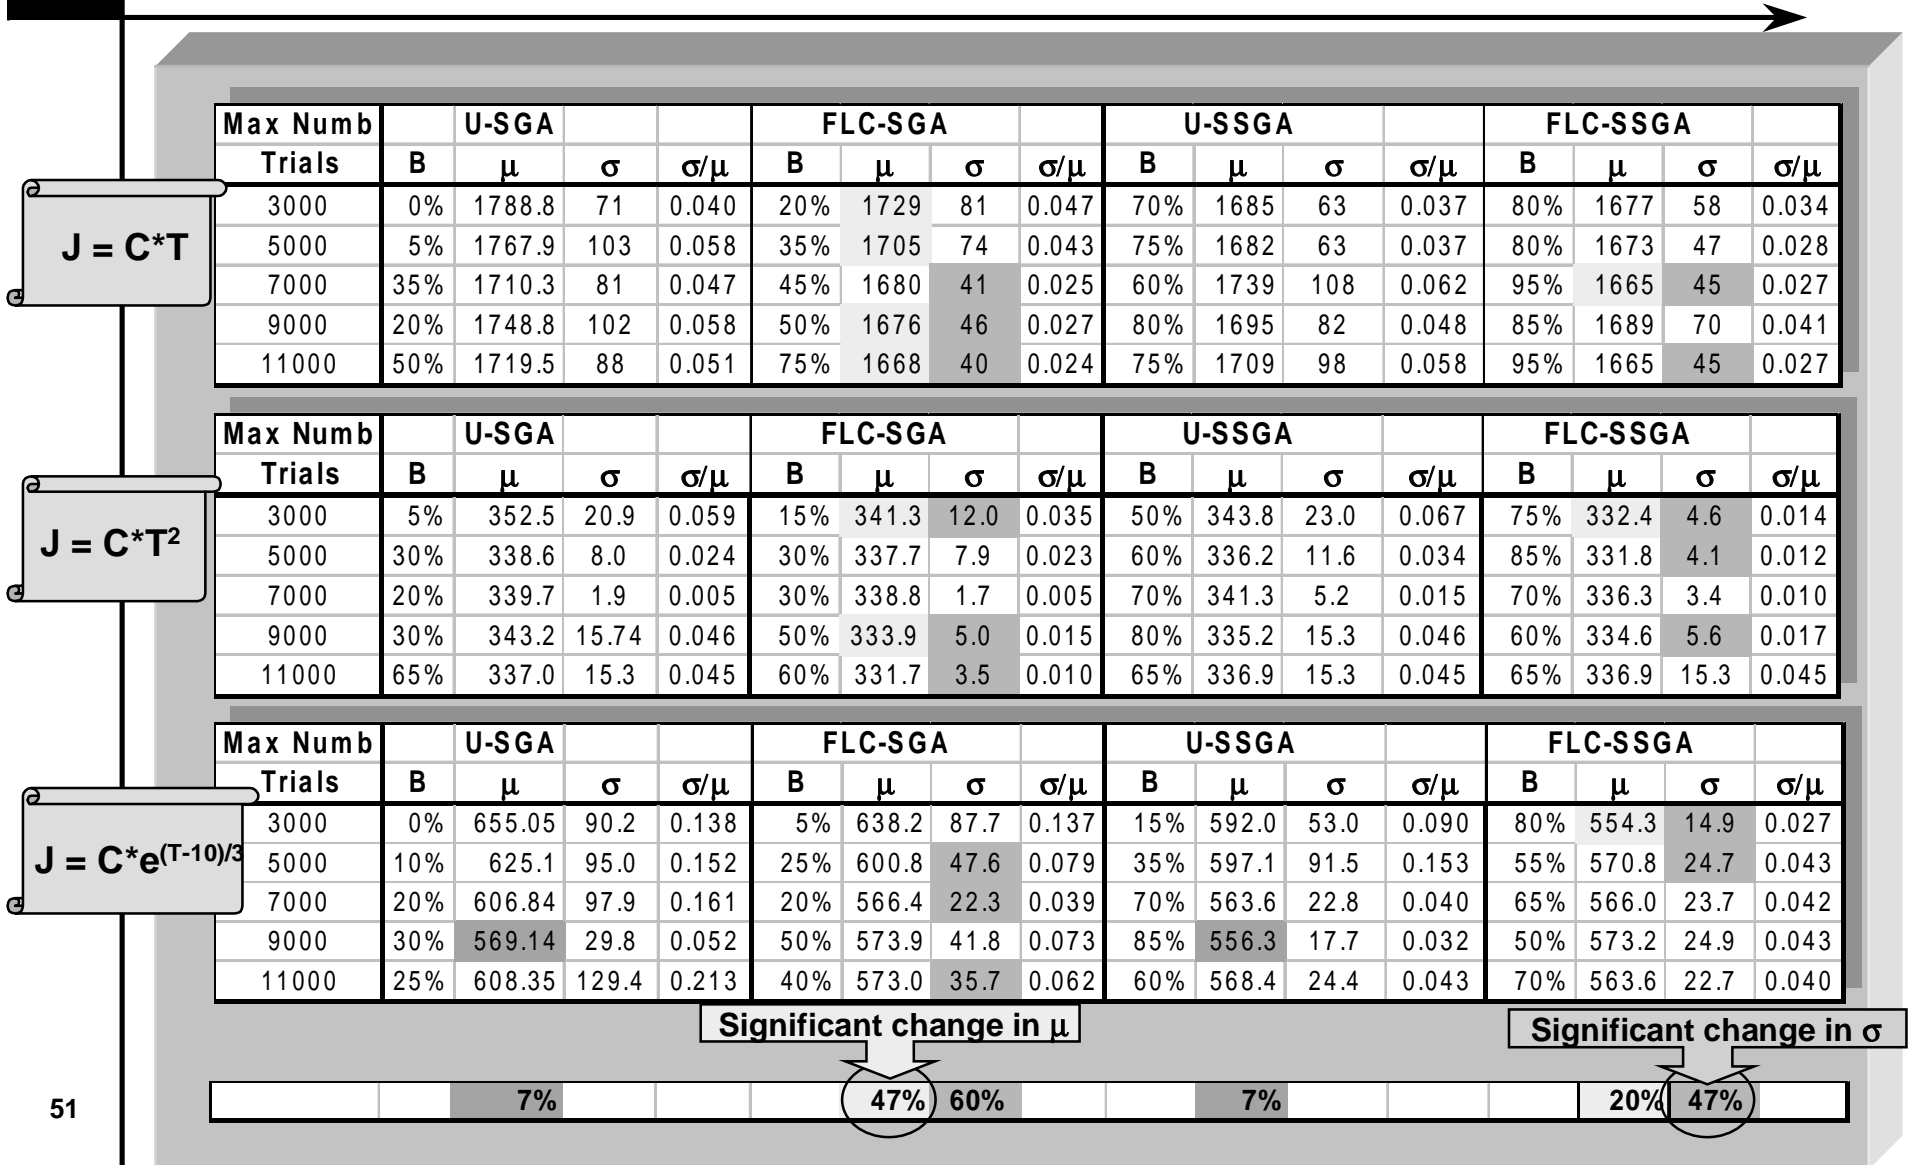 Max Numb U-SGA FLC-SGA U-SSGA FLC-SSGA
Trials B μ σ σ/μ B μ σ σ/μ B μ σ σ/μ B μ σ σ/μ
J = C*T
3000 0% 1788.8 71 0.040 20% 1729 81 0.047 70% 1685 63 0.037 80% 1677 58 0.034
5000 5% 1767.9 103 0.058 35% 1705 74 0.043 75% 1682 63 0.037 80% 1673 47 0.028
7000 35% 1710.3 81 0.047 45% 1680 41 0.025 60% 1739 108 0.062 95% 1665 45 0.027
9000 20% 1748.8 102 0.058 50% 1676 46 0.027 80% 1695 82 0.048 85% 1689 70 0.041
11000 50% 1719.5 88 0.051 75% 1668 40 0.024 75% 1709 98 0.058 95% 1665 45 0.027
Max Numb U-SGA FLC-SGA U-SSGA FLC-SSGA
Trials B μ σ σ/μ B μ σ σ/μ B μ σ σ/μ B μ σ σ/μ
J = C*T²
3000 5% 352.5 20.9 0.059 15% 341.3 12.0 0.035 50% 343.8 23.0 0.067 75% 332.4 4.6 0.014
5000 30% 338.6 8.0 0.024 30% 337.7 7.9 0.023 60% 336.2 11.6 0.034 85% 331.8 4.1 0.012
7000 20% 339.7 1.9 0.005 30% 338.8 1.7 0.005 70% 341.3 5.2 0.015 70% 336.3 3.4 0.010
9000 30% 343.2 15.74 0.046 50% 333.9 5.0 0.015 80% 335.2 15.3 0.046 60% 334.6 5.6 0.017
11000 65% 337.0 15.3 0.045 60% 331.7 3.5 0.010 65% 336.9 15.3 0.045 65% 336.9 15.3 0.045
Max Numb U-SGA FLC-SGA U-SSGA FLC-SSGA
Trials B μ σ σ/μ B μ σ σ/μ B μ σ σ/μ B μ σ σ/μ
J = C*e(T-10)/3
3000 0% 655.05 90.2 0.138 5% 638.2 87.7 0.137 15% 592.0 53.0 0.090 80% 554.3 14.9 0.027
5000 10% 625.1 95.0 0.152 25% 600.8 47.6 0.079 35% 597.1 91.5 0.153 55% 570.8 24.7 0.043
7000 20% 606.84 97.9 0.161 20% 566.4 22.3 0.039 70% 563.6 22.8 0.040 65% 566.0 23.7 0.042
9000 30% 569.14 29.8 0.052 50% 573.9 41.8 0.073 85% 556.3 17.7 0.032 50% 573.2 24.9 0.043
11000 25% 608.35 129.4 0.213 40% 573.0 35.7 0.062 60% 568.4 24.4 0.043 70% 563.6 22.7 0.040
Significant change in μ
Significant change in σ
7% 47% 60% 7% 20% 47%
51